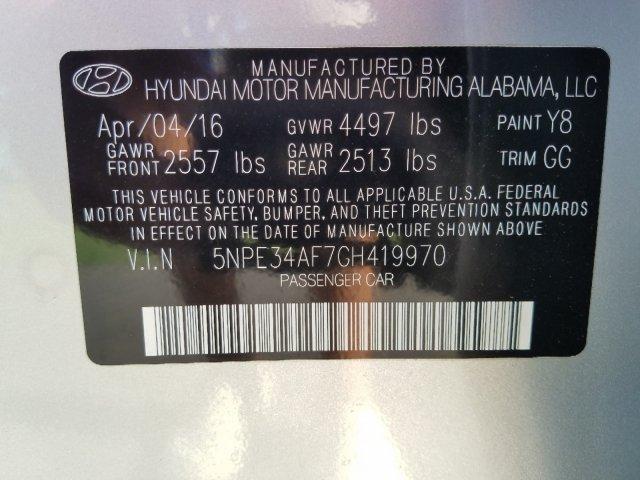 MANUFACTURED BY
HYUNDAI MOTOR MANUFACTURING ALABAMA, LLC
Apr/04/16 GVWR 4497 lbs PAINT Y8
GAWR FRONT 2557 lbs GAWR REAR 2513 lbs TRIM GG
THIS VEHICLE CONFORMS TO ALL APPLICABLE U.S.A. FEDERAL
MOTOR VEHICLE SAFETY, BUMPER, AND THEFT PREVENTION STANDARDS
IN EFFECT ON THE DATE OF MANUFACTURE SHOWN ABOVE
V.I.N 5NPE34AF7GH419970
PASSENGER CAR